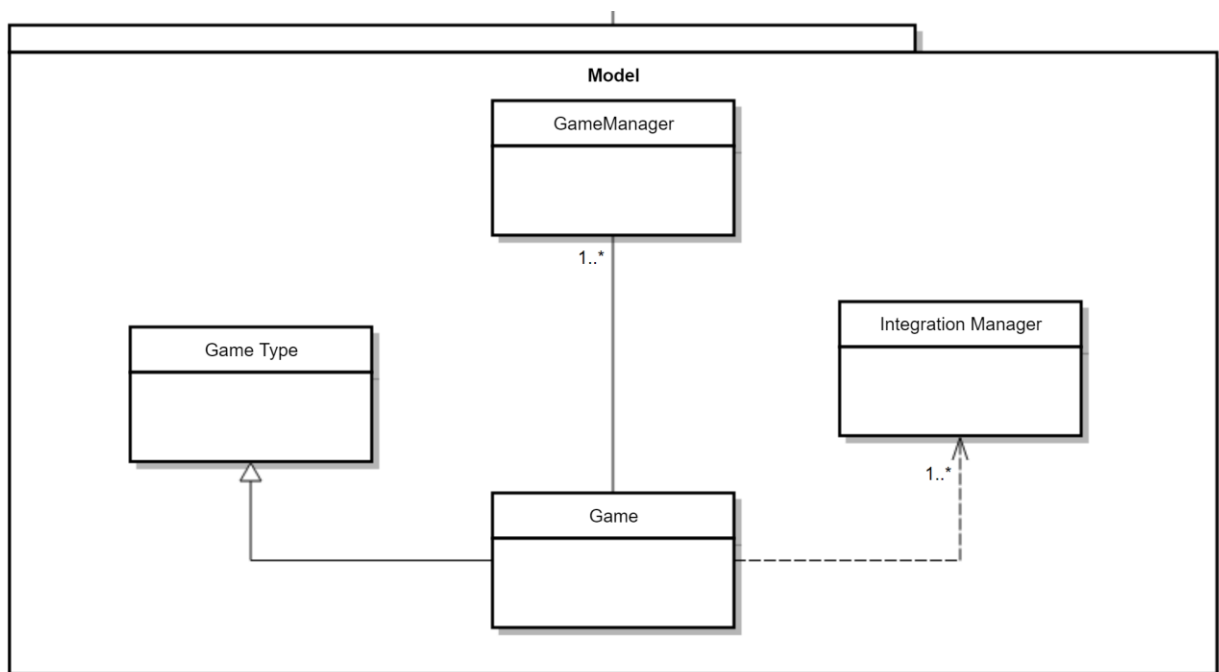 Model
GameManager
1..*
Integration Manager
Game Type
1..*
Game